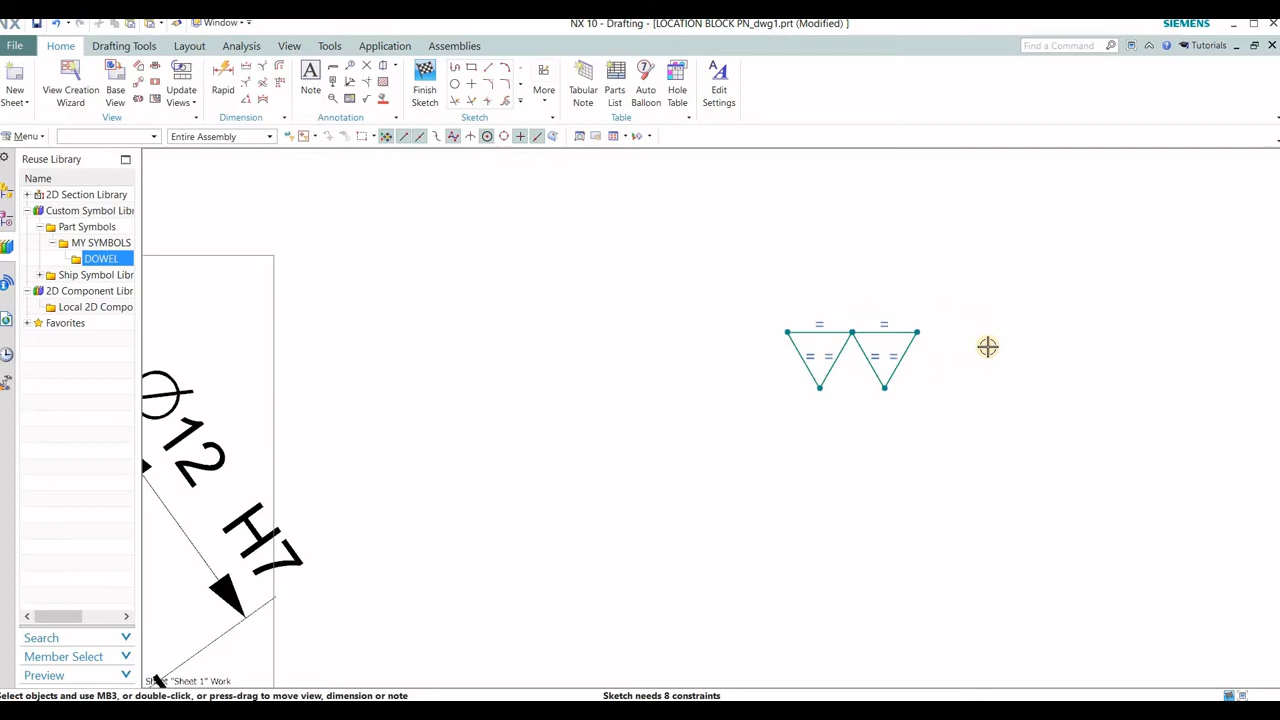 NX
Window
NX 10 - Drafting - [LOCATION BLOCK PN_dwg1.prt (Modified) ]
SIEMENS
File
Home
Drafting Tools
Layout
Analysis
View
Tools
Application
Assemblies
Find a Command
Tutorials
New
Sheet
View Creation
Wizard
Base
View
Update
Views
Rapid
Note
Finish
Sketch
More
Tabular
Note
Parts
List
Auto
Balloon
Hole
Table
Edit
Settings
View
Dimension
Annotation
Sketch
Table
Menu
Entire Assembly
Reuse Library
Name
2D Section Library
Custom Symbol Libr
Part Symbols
MY SYMBOLS
DOWEL
Ship Symbol Libr
2D Component Libr
Local 2D Compo
Favorites
Search
Member Select
Preview
Φ12 H7
Sheet "Sheet 1" Work
Select objects and use MB3, or double-click, or press-drag to move view, dimension or note
Sketch needs 8 constraints